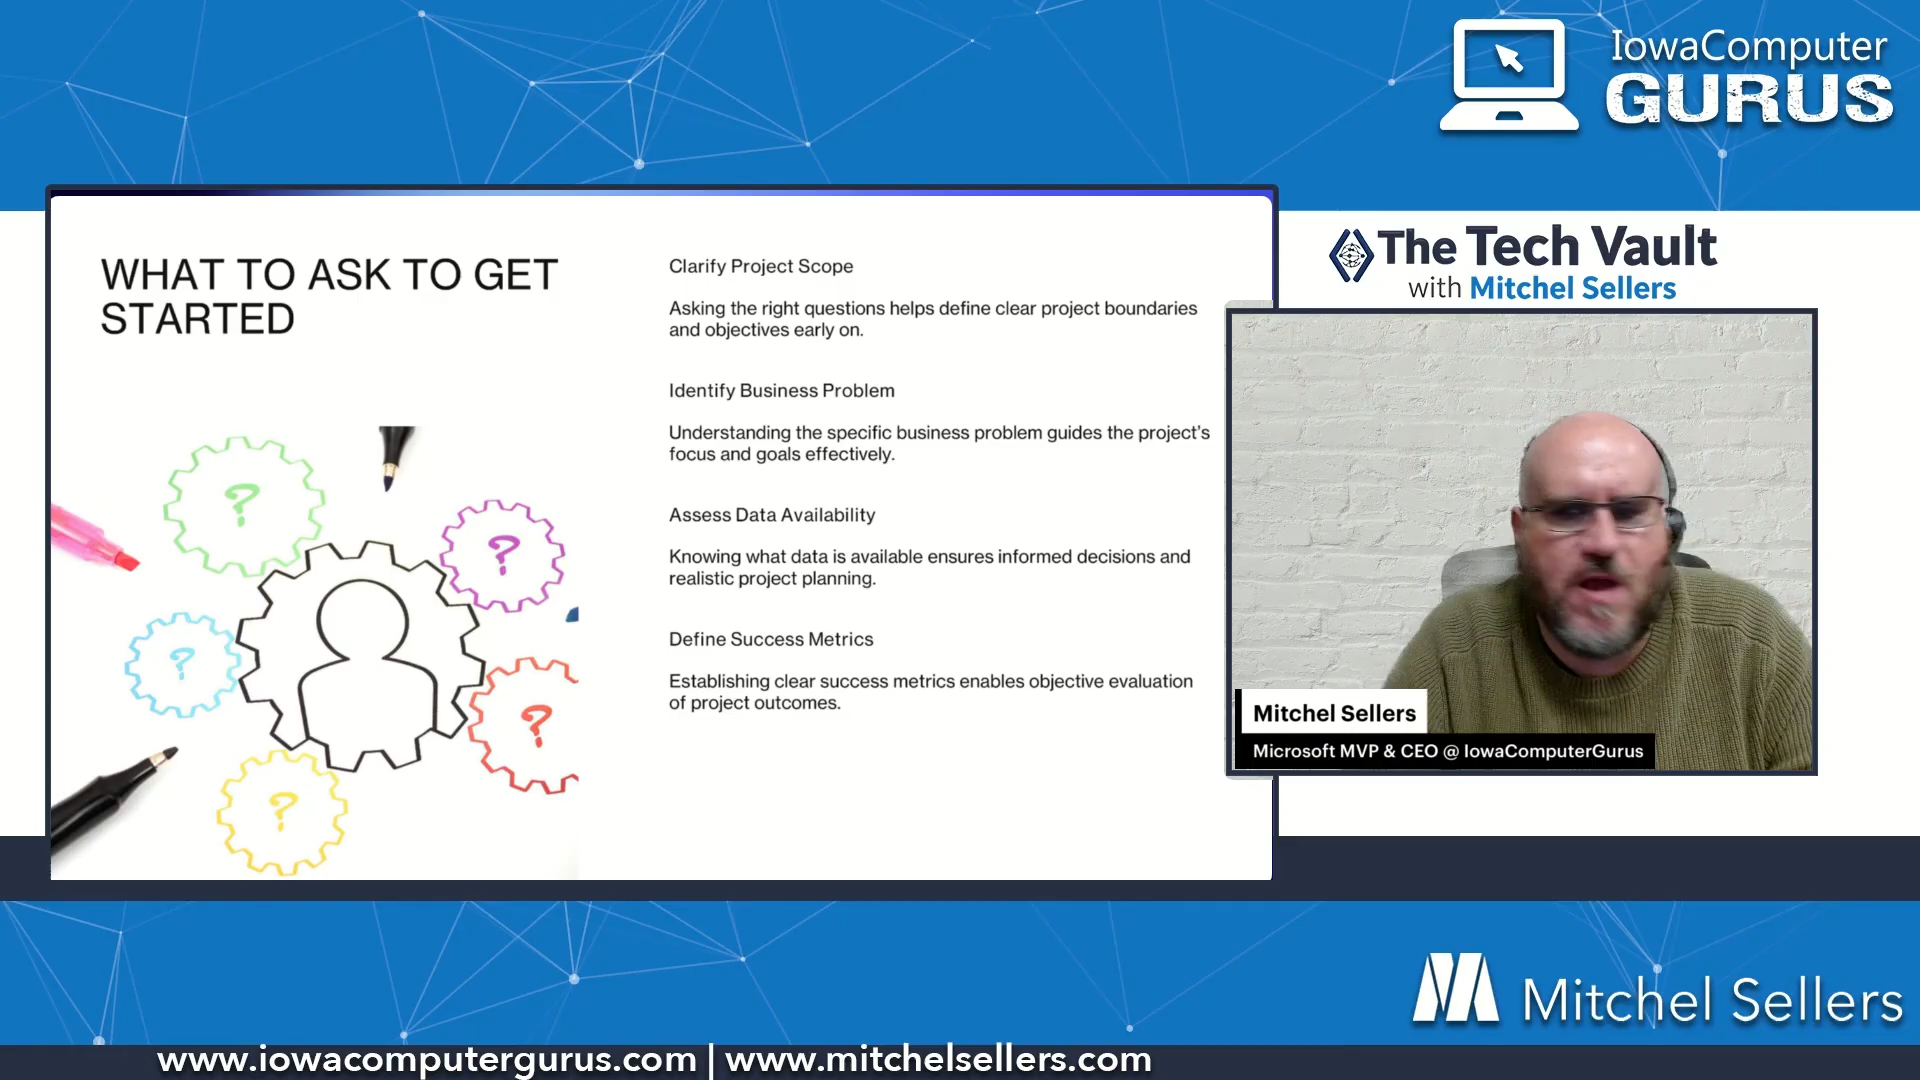 IowaComputer
GURUS
The Tech Vault
with Mitchel Sellers
WHAT TO ASK TO GET
STARTED
?
?
?
?
?
Clarify Project Scope
Asking the right questions helps define clear project boundaries
and objectives early on.
Identify Business Problem
Understanding the specific business problem guides the project's
focus and goals effectively.
Assess Data Availability
Knowing what data is available ensures informed decisions and
realistic project planning.
Define Success Metrics
Establishing clear success metrics enables objective evaluation
of project outcomes.
Mitchel Sellers
Microsoft MVP & CEO @ IowaComputerGurus
Mitchel Sellers
www.iowacomputergurus.com | www.mitchelsellers.com